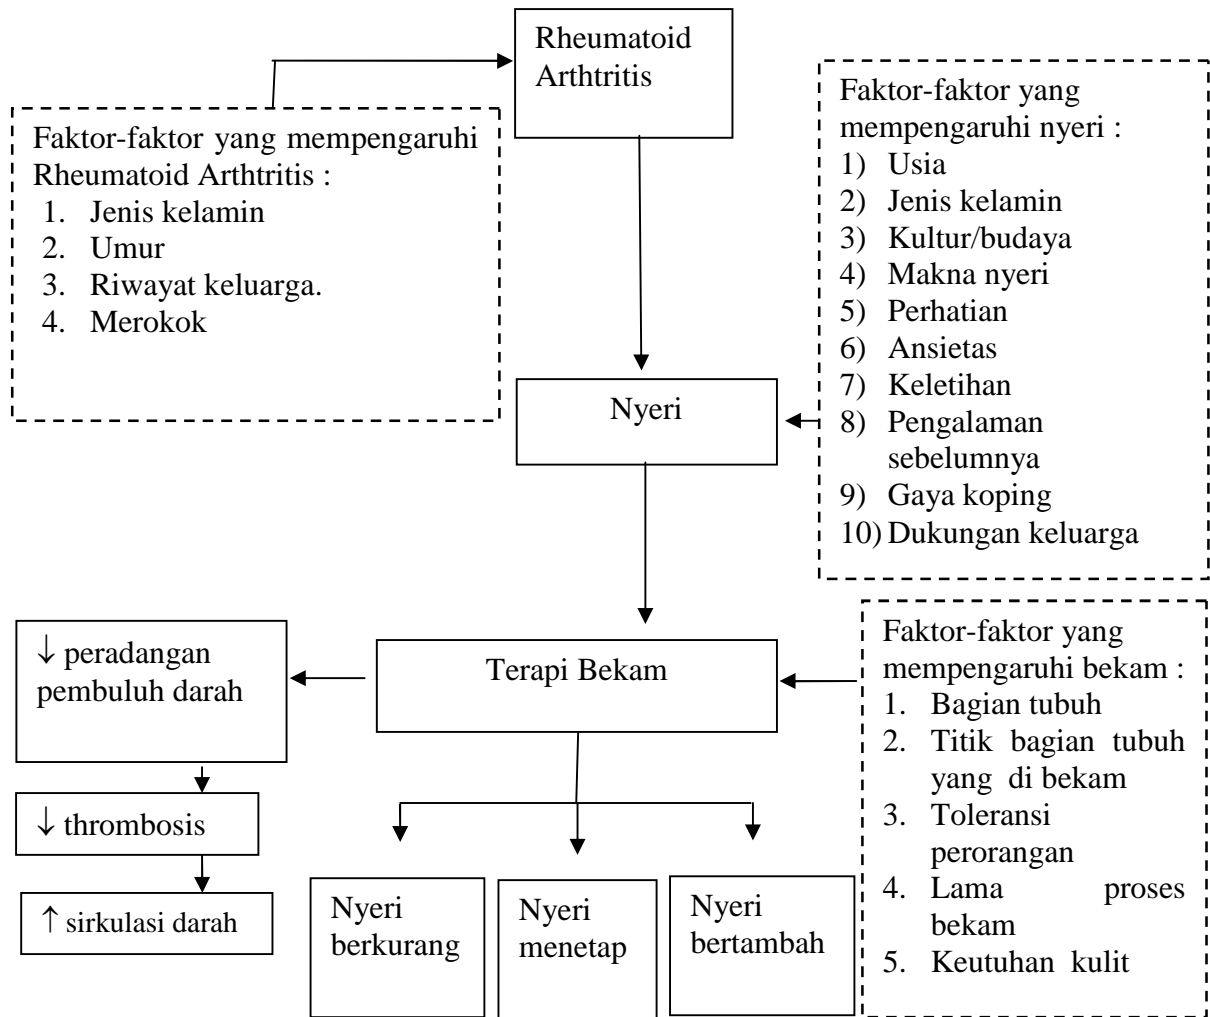 Rheumatoid
Arthtritis
Faktor-faktor yang mempengaruhi
Rheumatoid Arthtritis :
1. Jenis kelamin
2. Umur
3. Riwayat keluarga.
4. Merokok
Faktor-faktor yang
mempengaruhi nyeri :
1) Usia
2) Jenis kelamin
3) Kultur/budaya
4) Makna nyeri
5) Perhatian
6) Ansietas
7) Keletihan
8) Pengalaman
sebelumnya
9) Gaya koping
10) Dukungan keluarga
Nyeri
Terapi Bekam
Faktor-faktor yang
mempengaruhi bekam :
1. Bagian tubuh
2. Titik bagian tubuh
yang di bekam
3. Toleransi
perorangan
4. Lama proses
bekam
5. Keutuhan kulit
↓ peradangan
pembuluh darah
↓ thrombosis
↑ sirkulasi darah
Nyeri
berkurang
Nyeri
menetap
Nyeri
bertambah